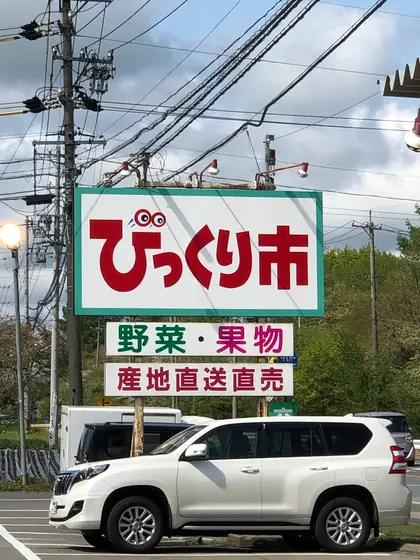 びっくり市
野菜・果物
産地直送直売